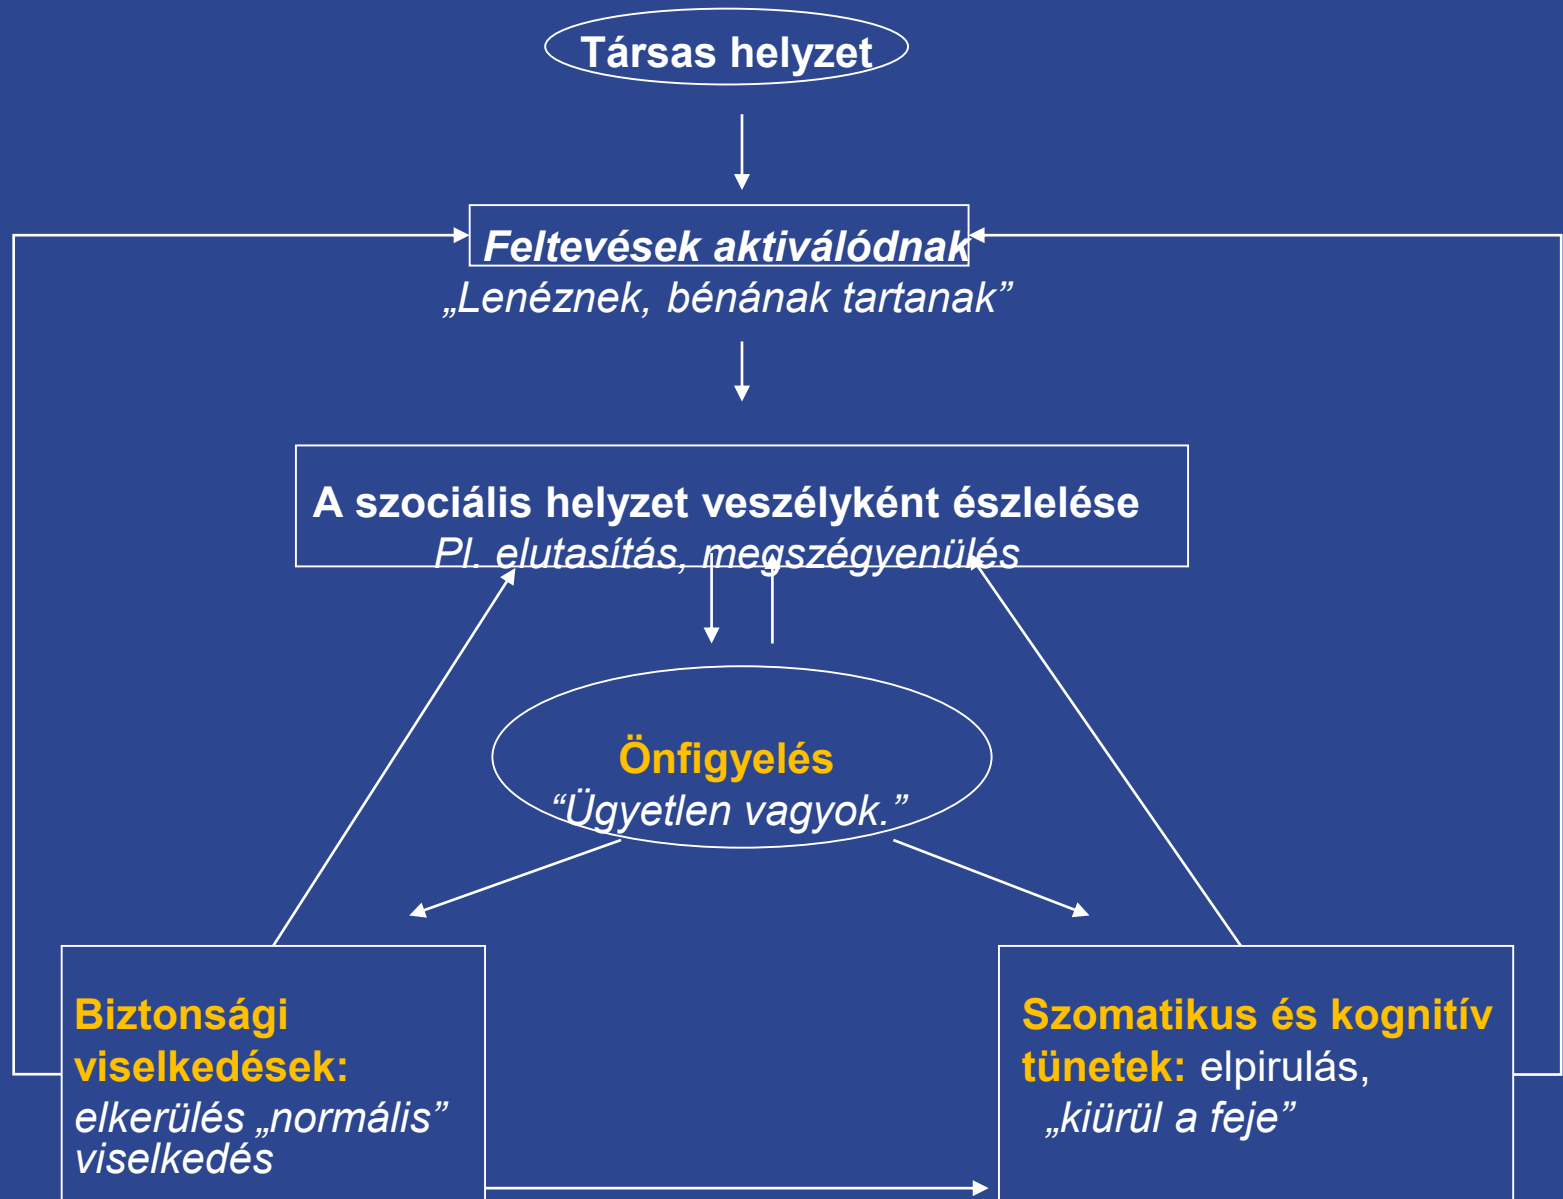 Társas helyzet
Feltevések aktiválódnak
„Lenéznek, bénának tartanak”
A szociális helyzet veszélyként észlelése
Pl. elutasítás, megszégyenülés
Önfigyelés
“Ügyetlen vagyok.”
Biztonsági
viselkedések:
elkerülés „normális”
viselkedés
Szomatikus és kognitív
tünetek: elpirulás,
„kiürül a feje”